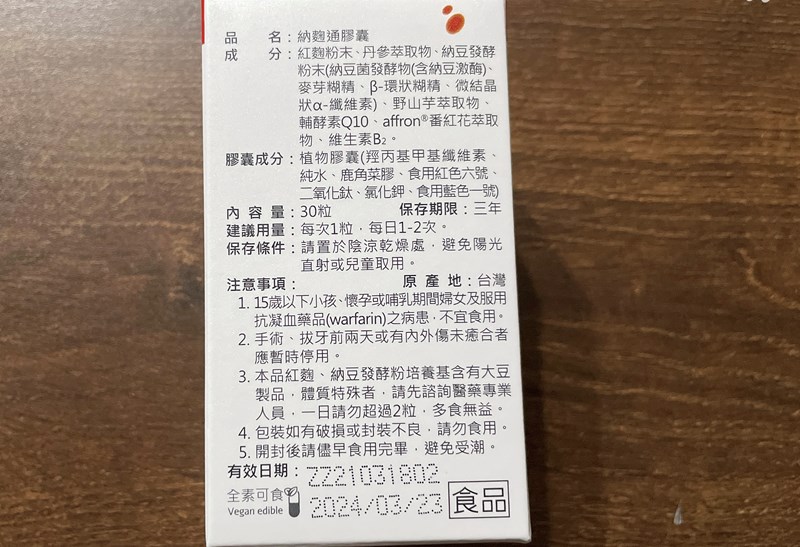 品　　名：納麴通膠囊
成　　分：紅麴粉末、丹參萃取物、納豆發酵
粉末(納豆菌發酵物(含納豆激酶)、
麥芽糊精、β-環狀糊精、微結晶
狀α-纖維素)、野山芋萃取物、
輔酵素Q10、affron®番紅花萃取
物、維生素B₂。
膠囊成分：植物膠囊(羥丙基甲基纖維素、
純水、鹿角菜膠、食用紅色六號、
二氧化鈦、氯化鉀、食用藍色一號)
內 容 量：30粒　　保存期限：三年
建議用量：每次1粒，每日1-2次。
保存條件：請置於陰涼乾燥處，避免陽光
直射或兒童取用。
注意事項：　　原 產 地：台灣
1. 15歲以下小孩、懷孕或哺乳期間婦女及服用
抗凝血藥品(warfarin)之病患，不宜食用。
2. 手術、拔牙前兩天或有內外傷未癒合者
應暫時停用。
3. 本品紅麴、納豆發酵粉培養基含有大豆
製品，體質特殊者，請先諮詢醫藥專業
人員，一日請勿超過2粒，多食無益。
4. 包裝如有破損或封裝不良，請勿食用。
5. 開封後請儘早食用完畢，避免受潮。
有效日期：ZZ21031802
全素可食 2024/03/23 食品
Vegan edible